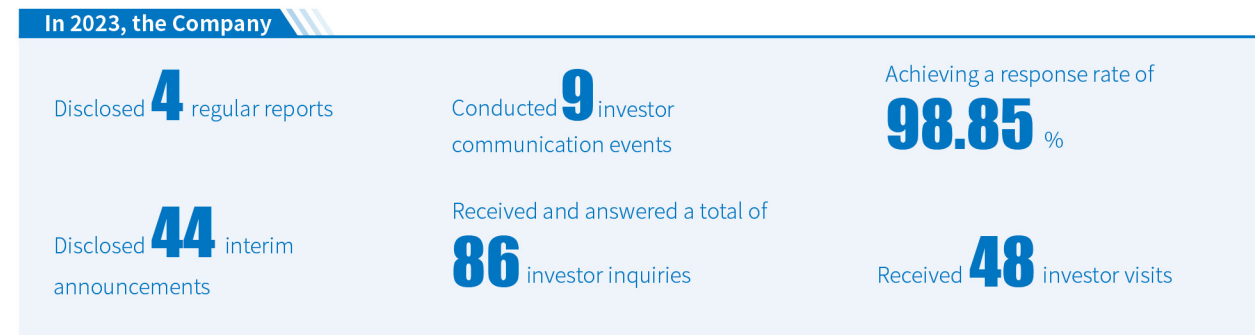 In 2023, the Company
Disclosed 4 regular reports
Conducted 9 investor
communication events
Achieving a response rate of
98.85 %
Disclosed 44 interim
announcements
Received and answered a total of
86 investor inquiries
Received 48 investor visits